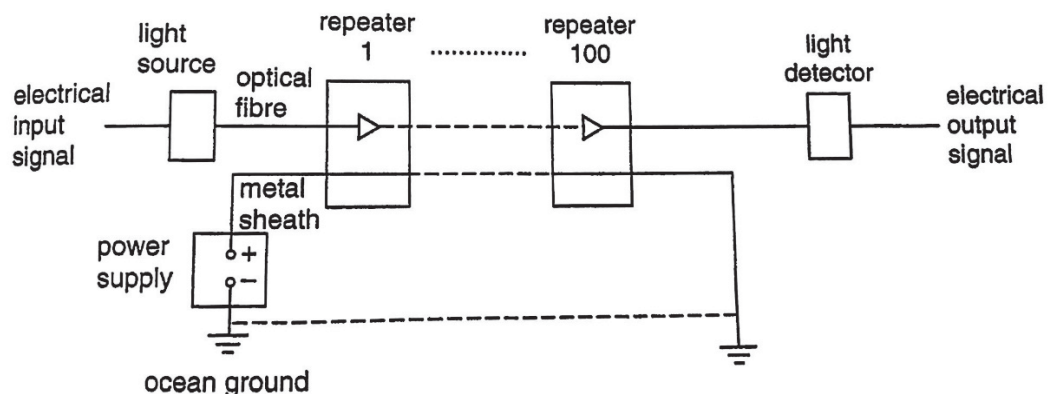 light
source
repeater
1
repeater
100
light
detector
electrical
input
signal
optical
fibre
electrical
output
signal
metal
sheath
power
supply
+
−
ocean ground